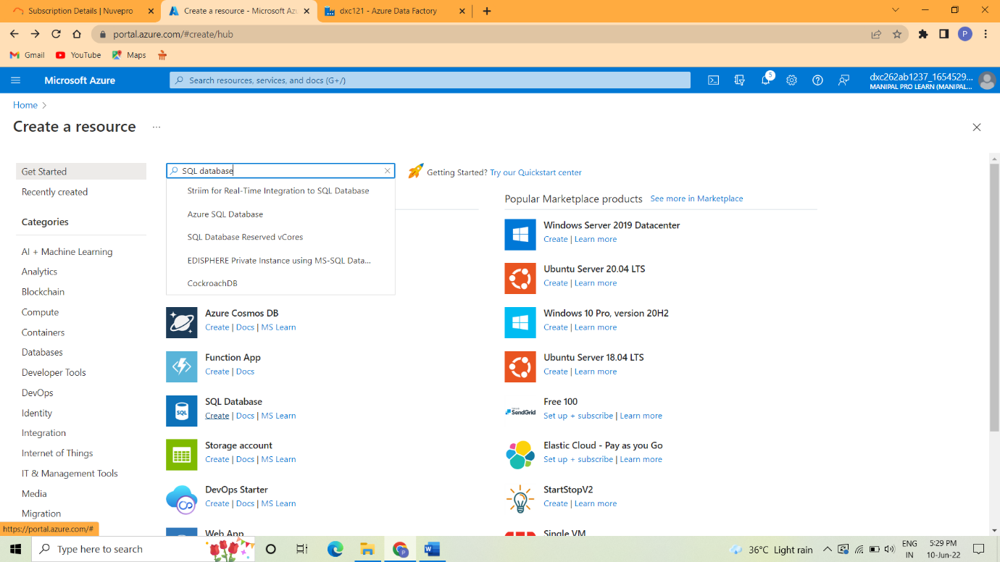 Subscription Details | Nuvepro
Create a resource - Microsoft Az
dxc121 - Azure Data Factory
portal.azure.com/#create/hub
P
Gmail
YouTube
Maps
Microsoft Azure
Search resources, services, and docs (G+/)
5
dxc262ab1237_1654529...
MANIPAL PRO LEARN (MANIPAL...
Home
Create a resource
...
Get Started
Recently created
Categories
AI + Machine Learning
Analytics
Blockchain
Compute
Containers
Databases
Developer Tools
DevOps
Identity
Integration
Internet of Things
IT & Management Tools
Media
Migration
SQL database
Striim for Real-Time Integration to SQL Database
Azure SQL Database
SQL Database Reserved vCores
EDISPHERE Private Instance using MS-SQL Data...
CockroachDB
Azure Cosmos DB
Create | Docs | MS Learn
Function App
Create | Docs
SQL
SQL Database
Create | Docs | MS Learn
Storage account
Create | Docs | MS Learn
DevOps Starter
Create | Docs | MS Learn
Web App
Getting Started? Try our Quickstart center
Popular Marketplace products See more in Marketplace
Windows Server 2019 Datacenter
Create | Learn more
Ubuntu Server 20.04 LTS
Create | Learn more
Windows 10 Pro, version 20H2
Create | Learn more
Ubuntu Server 18.04 LTS
Create | Learn more
SendGrid
Free 100
Set up + subscribe | Learn more
Elastic Cloud - Pay as you Go
Set up + subscribe | Learn more
StartStopV2
Create | Learn more
Single VM
https://portal.azure.com/#
Type here to search
P
W
36°C Light rain
ENG
IN
5:29 PM
10-Jun-22